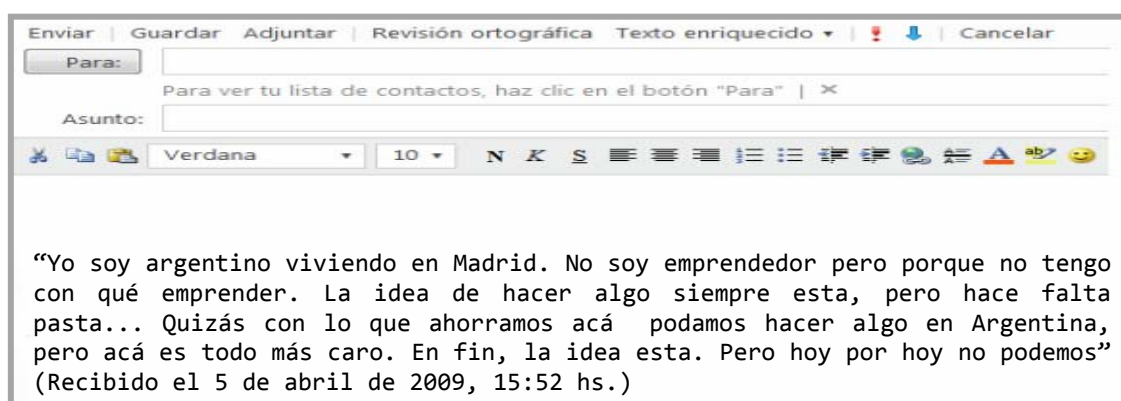 Enviar | Guardar Adjuntar | Revisión ortográfica Texto enriquecido | Cancelar
Para:
Para ver tu lista de contactos, haz clic en el botón "Para" | ×
Asunto:
Verdana 10 N K S A ab
“Yo soy argentino viviendo en Madrid. No soy emprendedor pero porque no tengo
con qué emprender. La idea de hacer algo siempre esta, pero hace falta
pasta... Quizás con lo que ahorramos acá podamos hacer algo en Argentina,
pero acá es todo más caro. En fin, la idea esta. Pero hoy por hoy no podemos”
(Recibido el 5 de abril de 2009, 15:52 hs.)